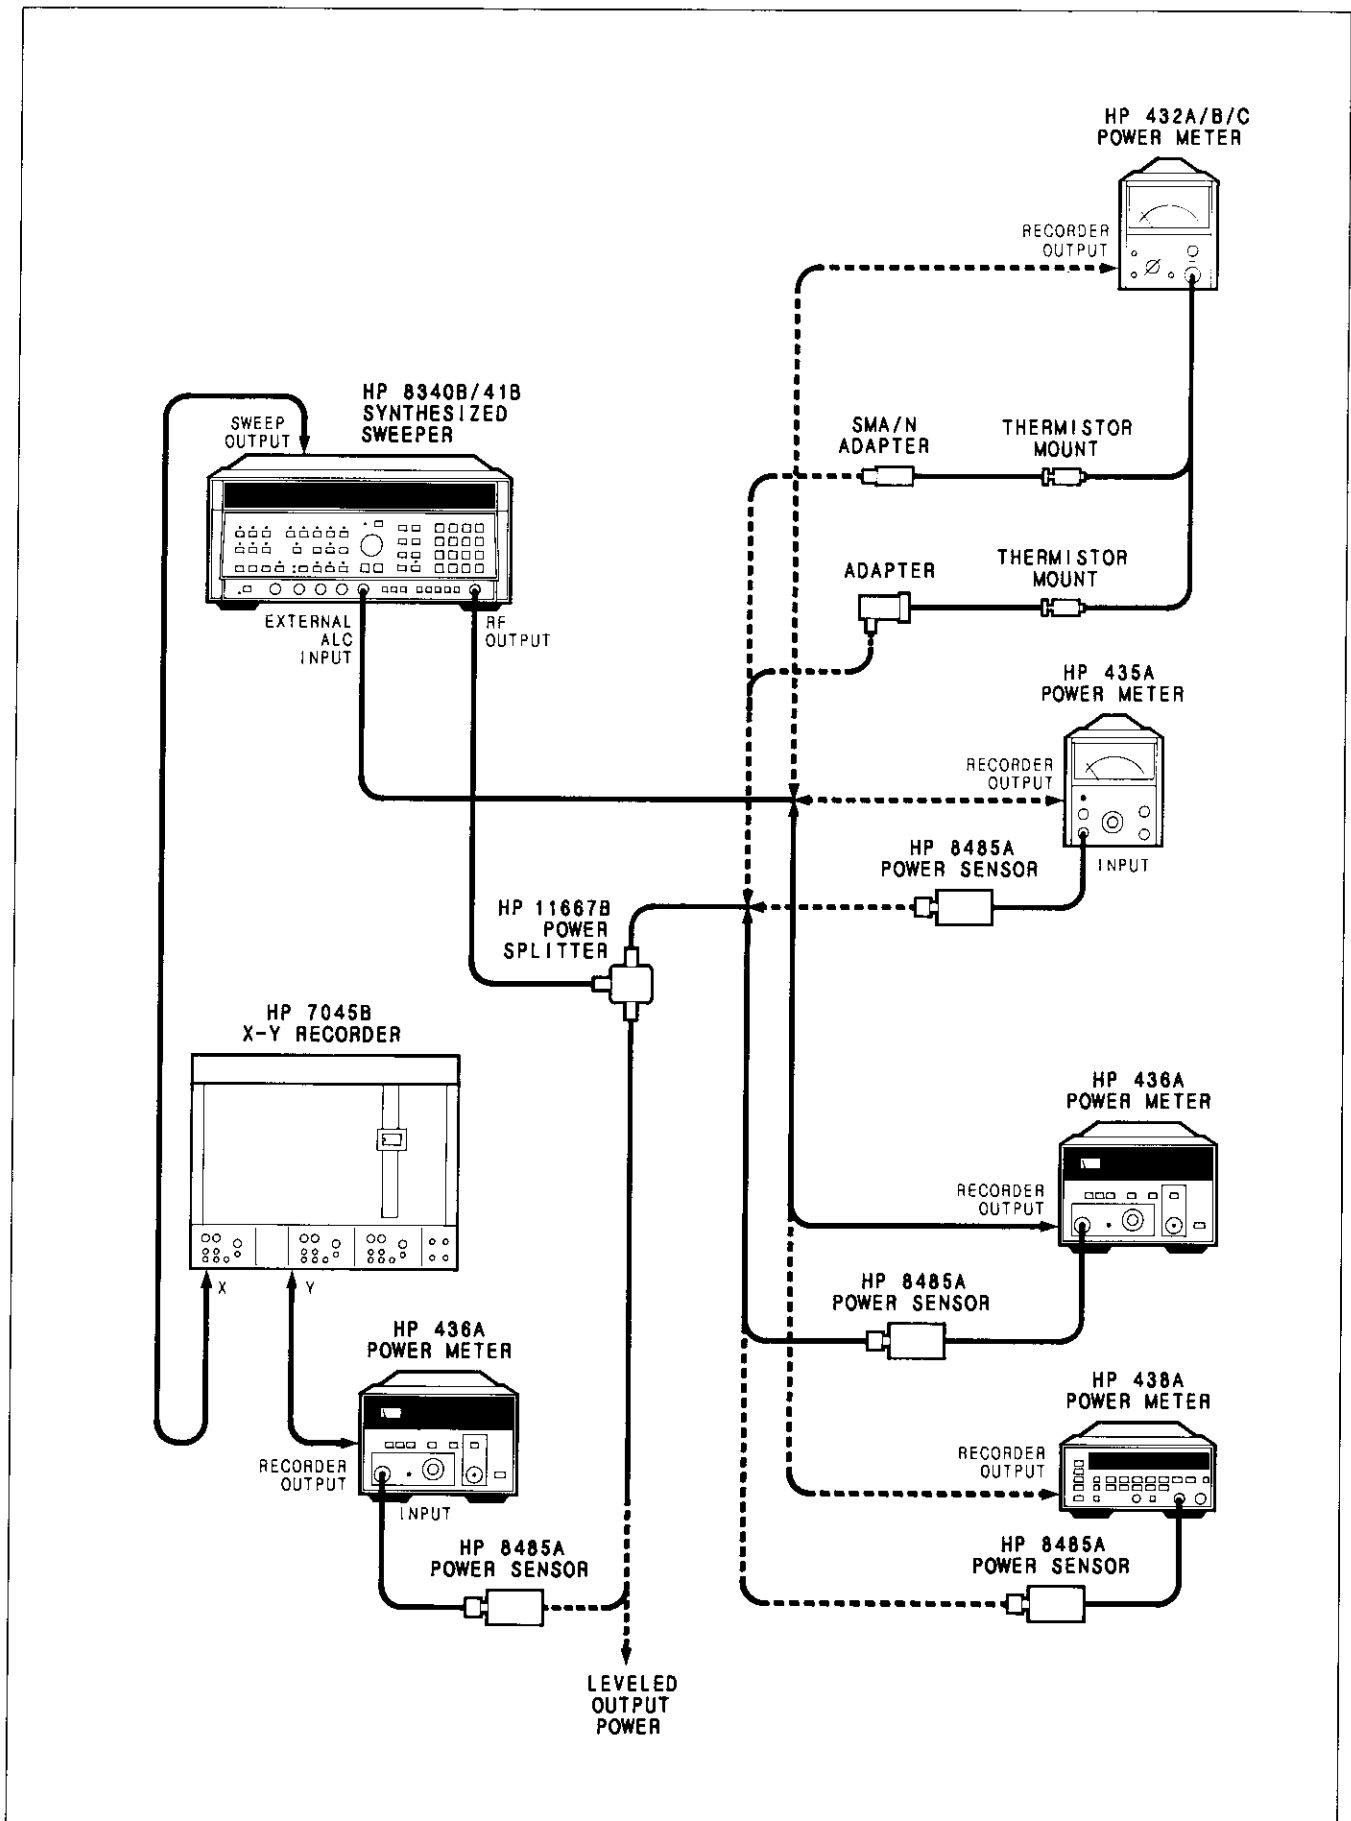 HP 432A/B/C
POWER METER
RECORDER
OUTPUT
HP 8340B/41B
SYNTHESIZED
SWEEPER
SWEEP
OUTPUT
SMA/N
ADAPTER
THERMISTOR
MOUNT
ADAPTER
THERMISTOR
MOUNT
EXTERNAL
ALC
INPUT
RF
OUTPUT
HP 435A
POWER METER
RECORDER
OUTPUT
HP 8485A
POWER SENSOR
INPUT
HP 11667B
POWER
SPLITTER
HP 7045B
X-Y RECORDER
X
Y
HP 436A
POWER METER
RECORDER
OUTPUT
HP 8485A
POWER SENSOR
HP 436A
POWER METER
RECORDER
OUTPUT
INPUT
HP 438A
POWER METER
RECORDER
OUTPUT
HP 8485A
POWER SENSOR
HP 8485A
POWER SENSOR
LEVELED
OUTPUT
POWER